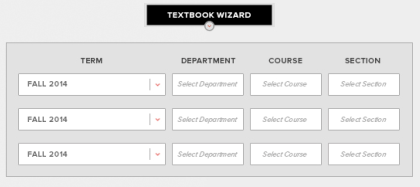 TEXTBOOK WIZARD
TERM DEPARTMENT COURSE SECTION
FALL 2014 Select Department Select Course Select Section
FALL 2014 Select Department Select Course Select Section
FALL 2014 Select Department Select Course Select Section